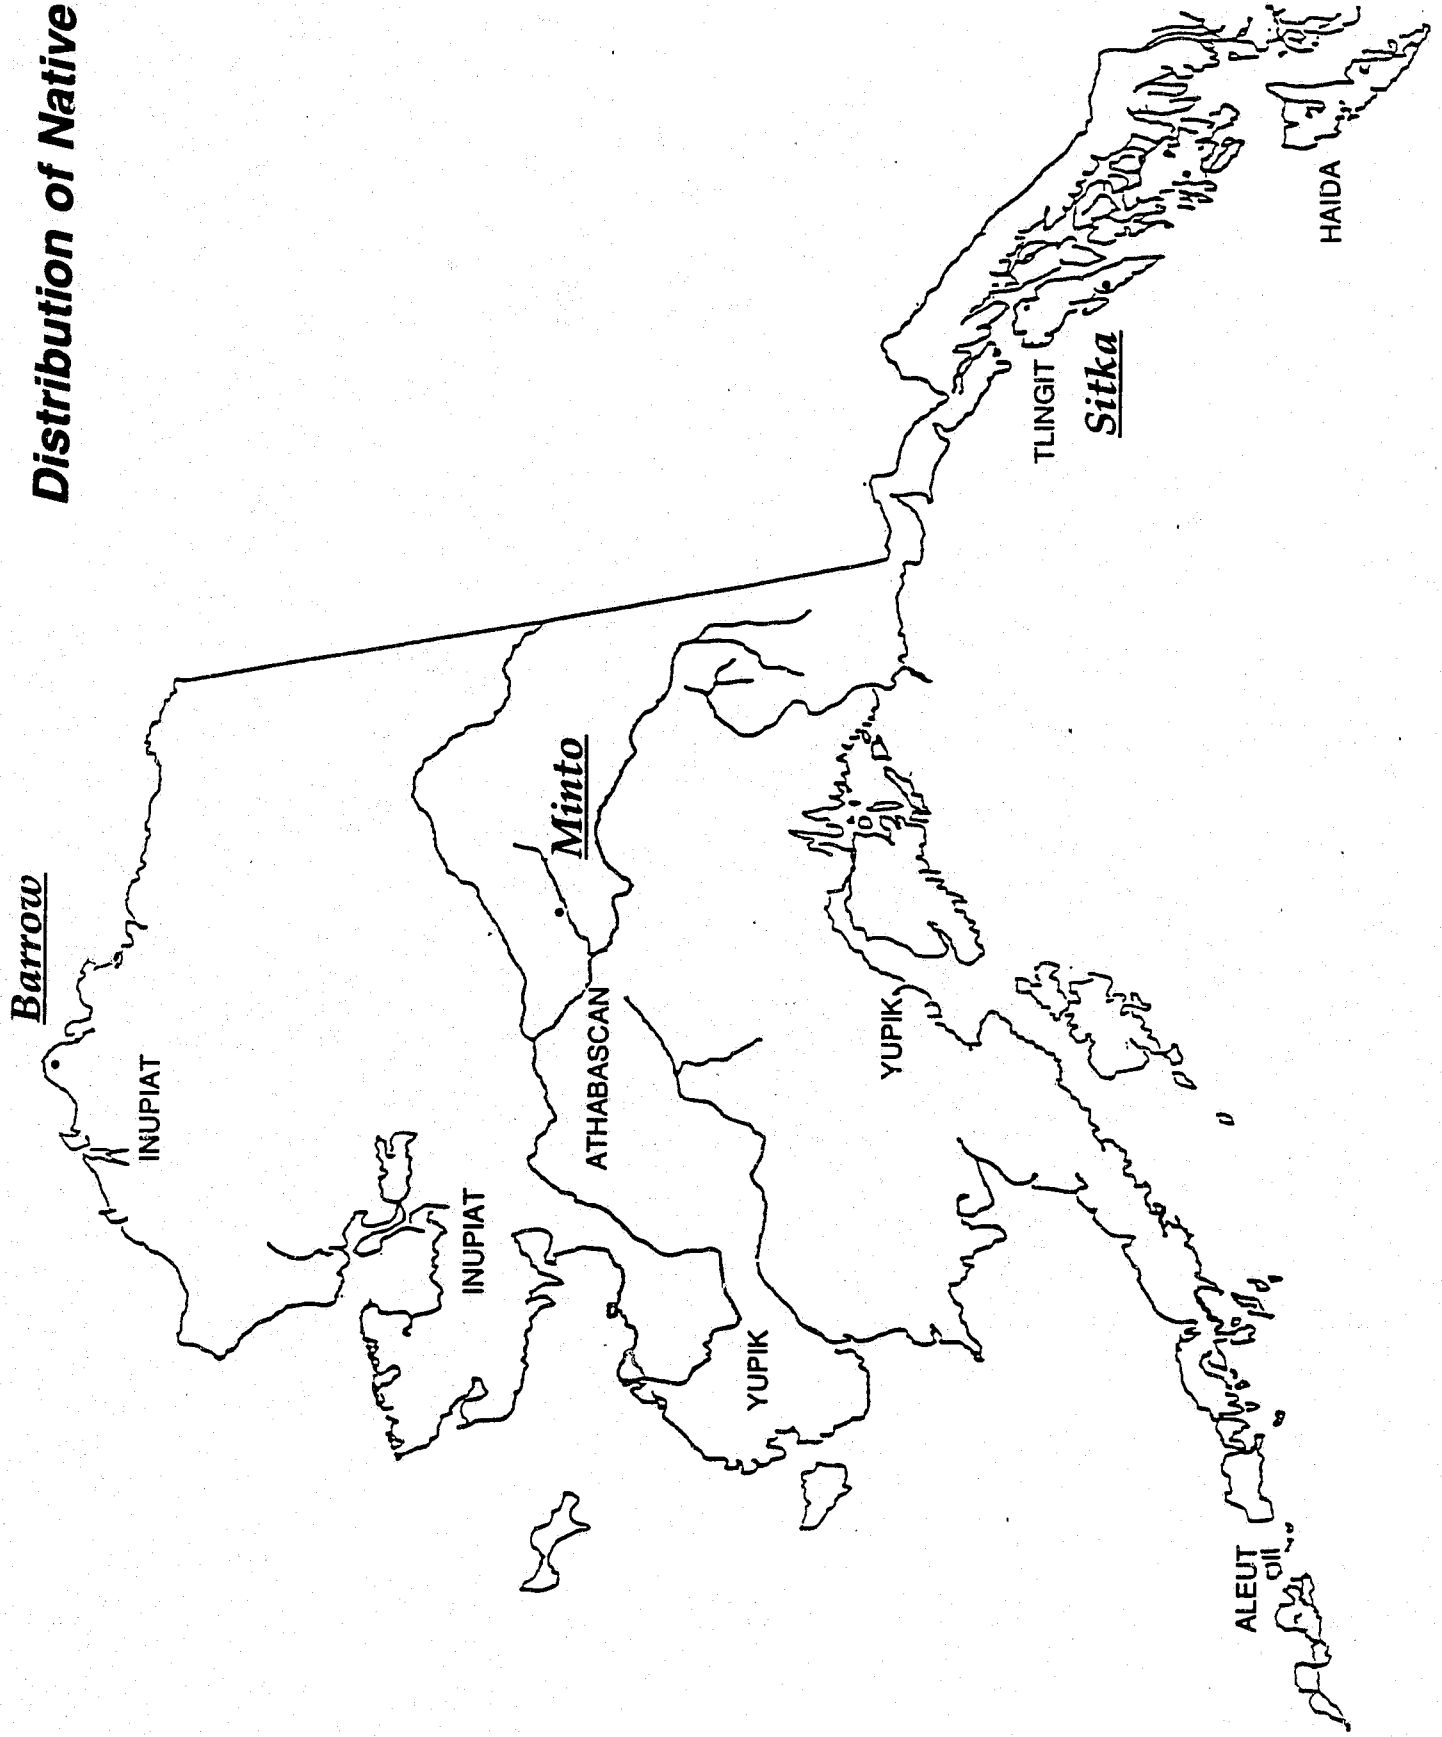 Distribution of Native
Barrow
INUPIAT
INUPIAT
Minto
ATHABASCAN
YUPIK
YUPIK
TLINGIT
Sitka
HAIDA
ALEUT